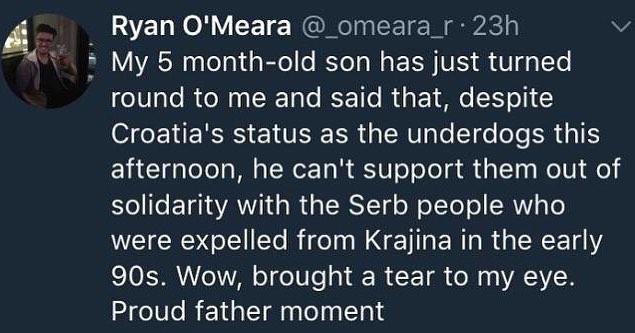 Ryan O'Meara @_omeara_r · 23h
My 5 month-old son has just turned
round to me and said that, despite
Croatia's status as the underdogs this
afternoon, he can't support them out of
solidarity with the Serb people who
were expelled from Krajina in the early
90s. Wow, brought a tear to my eye.
Proud father moment